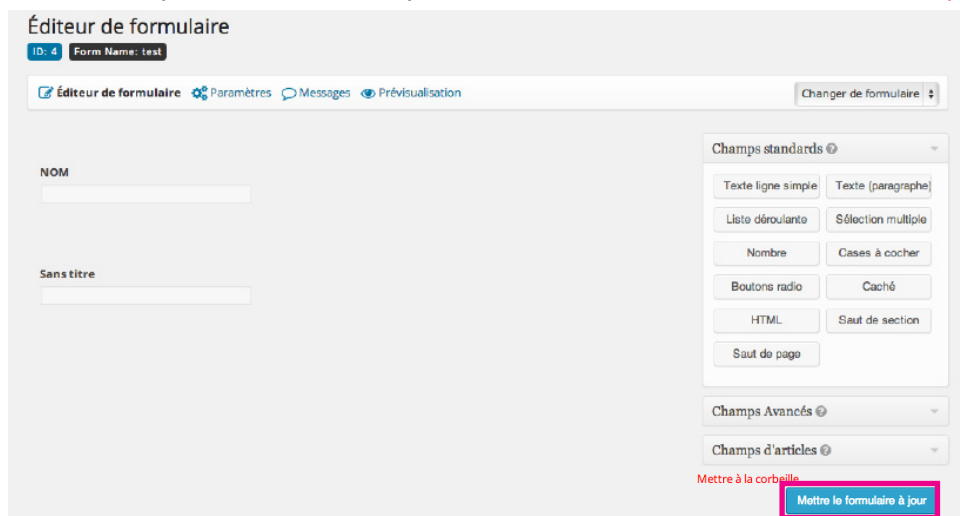 Éditeur de formulaire
ID: 4 Form Name: test
Éditeur de formulaire Paramètres Messages Prévisualisation Changer de formulaire
Champs standards
NOM
Texte ligne simple Texte (paragraphe)
Liste déroulante Sélection multiple
Nombre Cases à cocher
Sans titre
Boutons radio Caché
HTML Saut de section
Saut de page
Champs Avancés
Champs d'articles
Mettre à la corbeille
Mettre le formulaire à jour